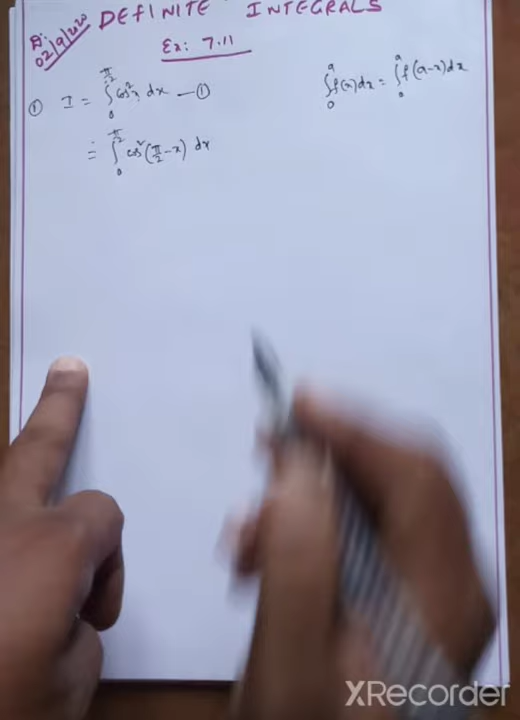 D: 02/9/2020
DEFINITE INTEGRALS
Ex: 7.11
① I = ∫₀^{π/2} cos²x dx —①
∫₀^a f(x)dx = ∫₀^a f(a-x)dx
= ∫₀^{π/2} cos²(π/2 - x) dx
XRecorder